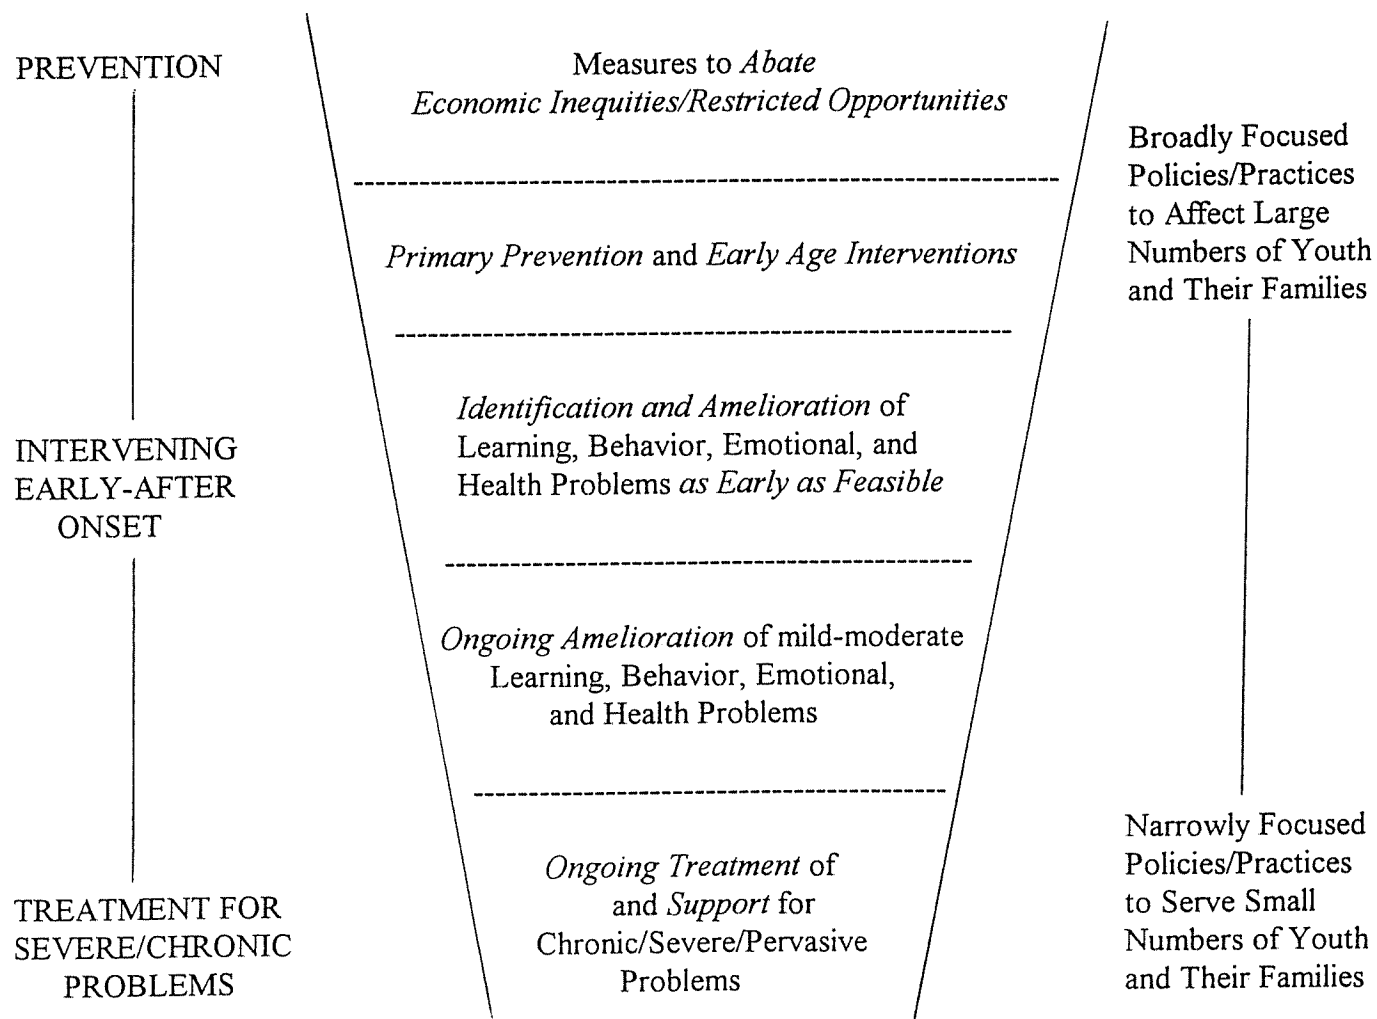 PREVENTION
Measures to Abate
Economic Inequities/Restricted Opportunities
Broadly Focused
Policies/Practices
to Affect Large
Numbers of Youth
and Their Families
Primary Prevention and Early Age Interventions
INTERVENING
EARLY-AFTER
ONSET
Identification and Amelioration of
Learning, Behavior, Emotional, and
Health Problems as Early as Feasible
Ongoing Amelioration of mild-moderate
Learning, Behavior, Emotional,
and Health Problems
TREATMENT FOR
SEVERE/CHRONIC
PROBLEMS
Ongoing Treatment of
and Support for
Chronic/Severe/Pervasive
Problems
Narrowly Focused
Policies/Practices
to Serve Small
Numbers of Youth
and Their Families